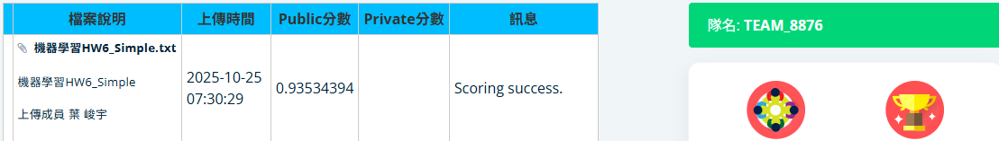 檔案說明 上傳時間 Public分數 Private分數 訊息
機器學習HW6_Simple.txt
機器學習HW6_Simple
上傳成員 葉 峻宇
2025-10-25
07:30:29
0.93534394
Scoring success.
隊名: TEAM_8876